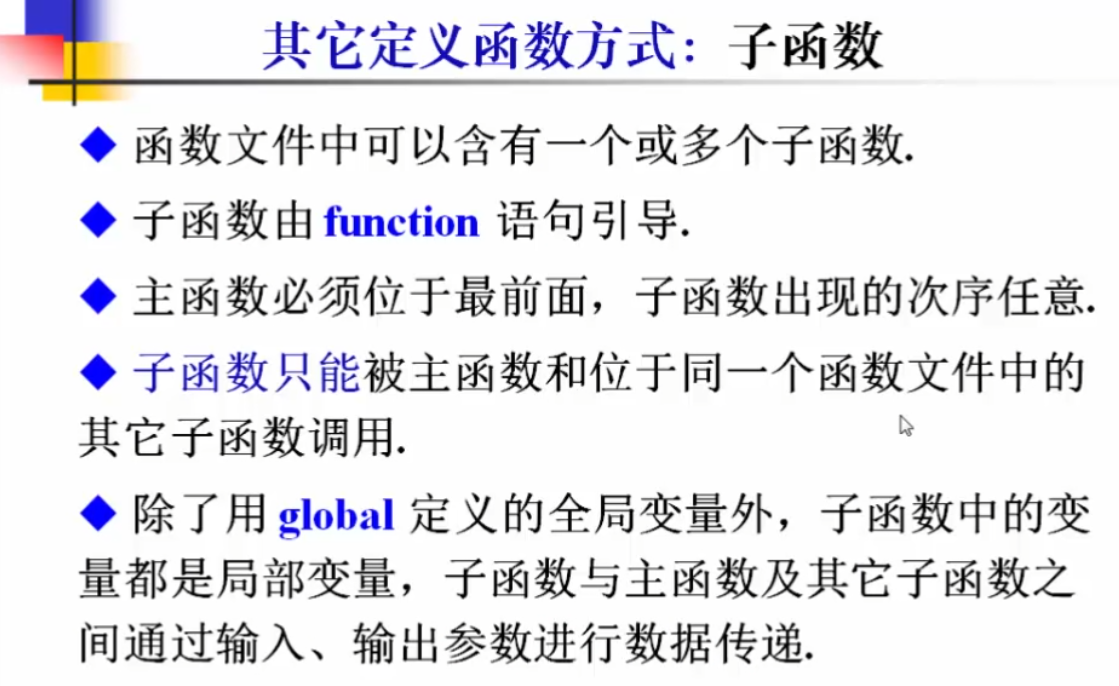 其它定义函数方式：子函数
◆ 函数文件中可以含有一个或多个子函数.
◆ 子函数由 function 语句引导.
◆ 主函数必须位于最前面，子函数出现的次序任意.
◆ 子函数只能被主函数和位于同一个函数文件中的
其它子函数调用.
◆ 除了用 global 定义的全局变量外，子函数中的变
量都是局部变量，子函数与主函数及其它子函数之
间通过输入、输出参数进行数据传递.